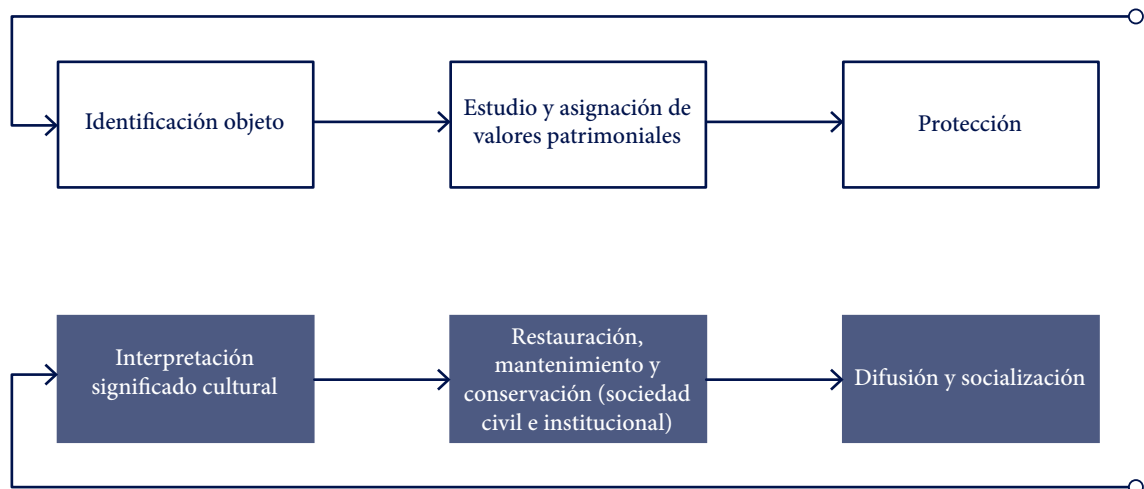 Identificación objeto
Estudio y asignación de
valores patrimoniales
Protección
Interpretación
significado cultural
Restauración,
mantenimiento y
conservación (sociedad
civil e institucional)
Difusión y socialización